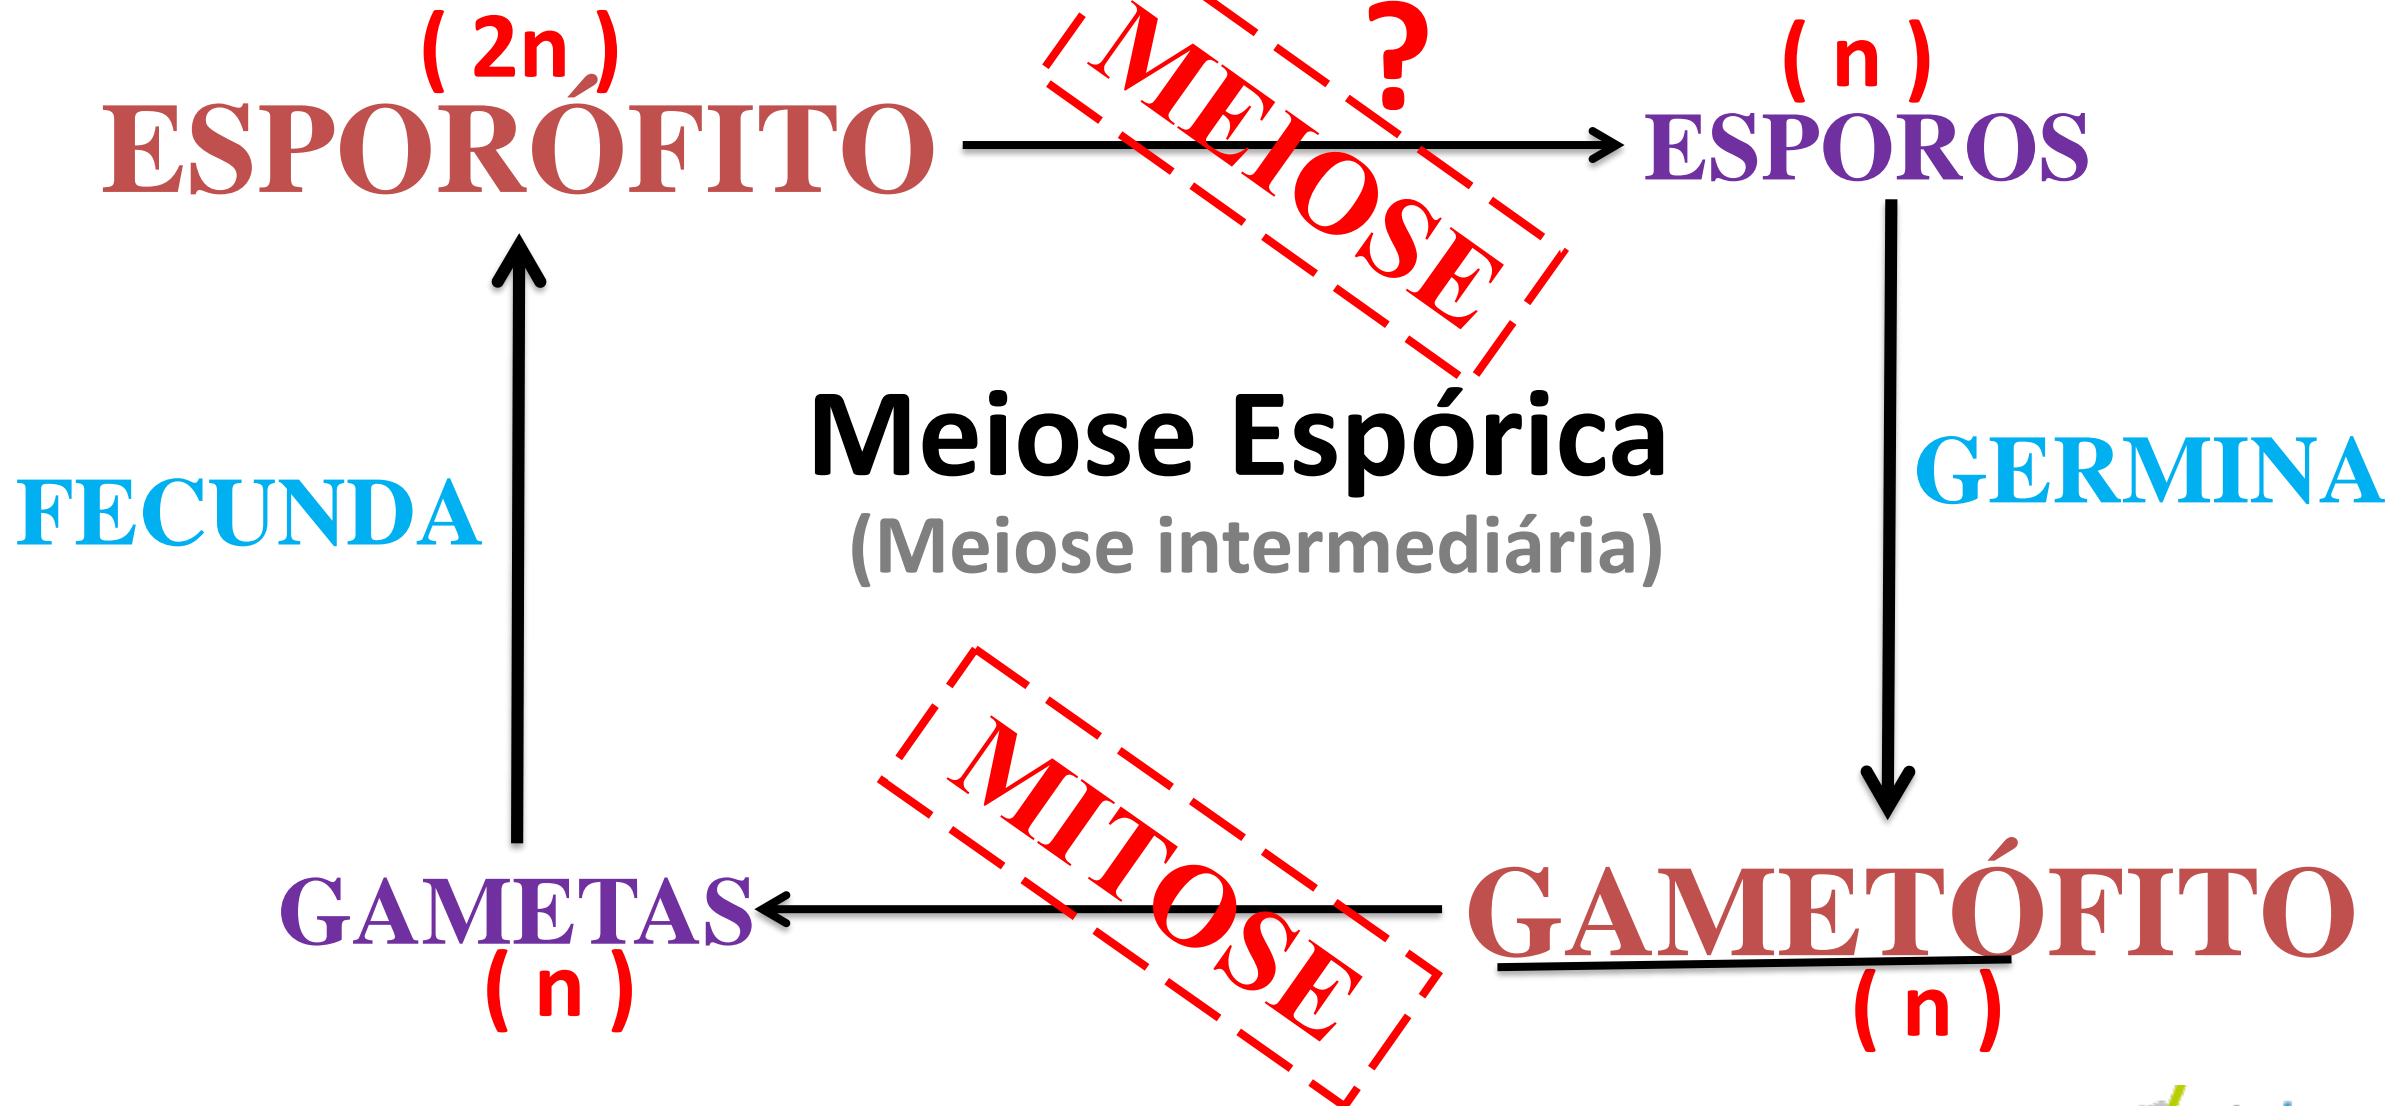 ( 2n )
ESPORÓFITO
MEIOSE
?
( n )
ESPOROS
FECUNDA
Meiose Espórica
(Meiose intermediária)
GERMINA
GAMETAS
( n )
MITOSE
GAMETÓFITO
( n )